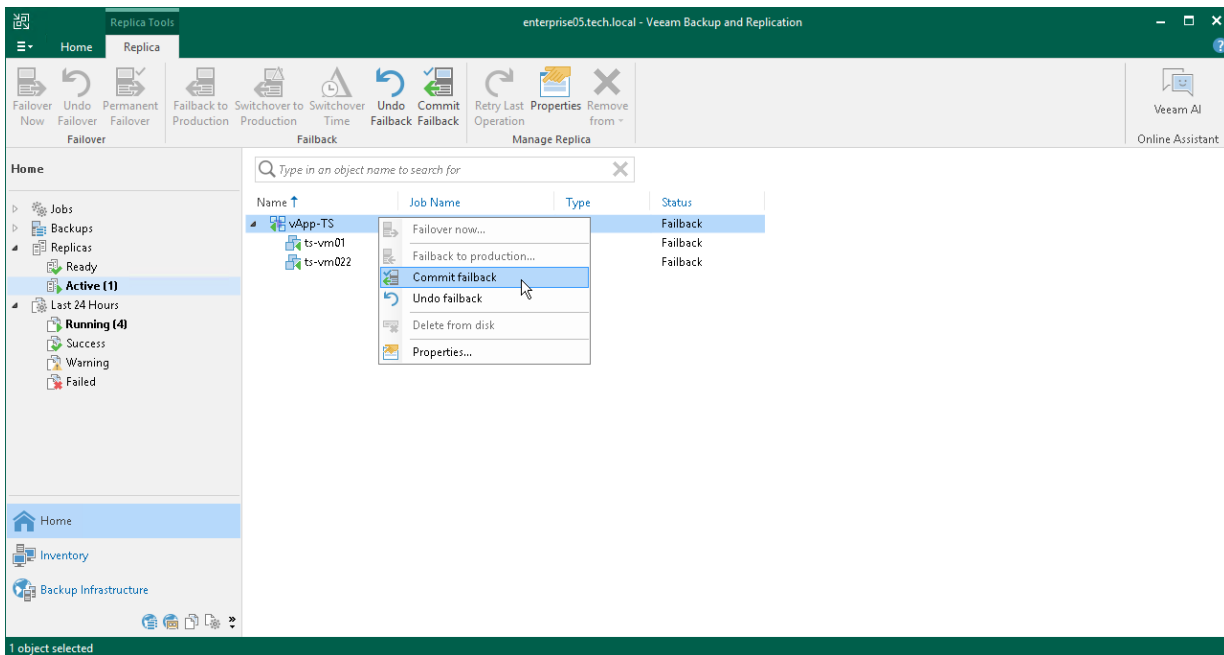 Replica Tools
enterprise05.tech.local - Veeam Backup and Replication
Home Replica
Failover Now
Undo Failover
Permanent Failover
Failover
Failback to Production
Switchover to Production
Switchover Time
Undo Failback
Commit Failback
Failback
Retry Last Operation
Properties
Remove from
Manage Replica
Veeam AI
Online Assistant
Home
Jobs
Backups
Replicas
Ready
Active (1)
Last 24 Hours
Running (4)
Success
Warning
Failed
Home
Inventory
Backup Infrastructure
Type in an object name to search for
Name Job Name Type Status
vApp-TS Failback
ts-vm01 Failback
ts-vm022 Failback
Failover now...
Failback to production...
Commit failback
Undo failback
Delete from disk
Properties...
1 object selected